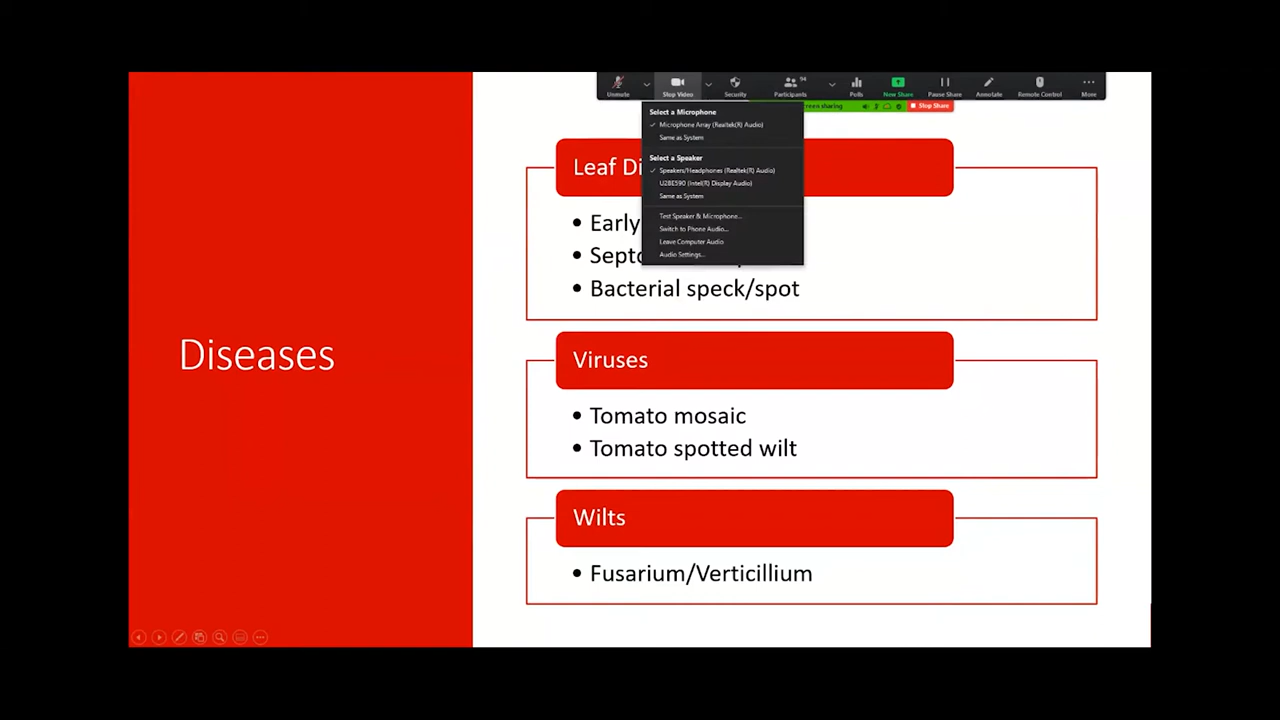 Unmute
Stop Video
Security
Participants
94
Polls
New Share
Pause Share
Annotate
Remote Control
More
Stop Share
Select a Microphone
Microphone Array (Realtek(R) Audio)
Same as System
Select a Speaker
Speakers/Headphones (Realtek(R) Audio)
U28E590 (Intel(R) Display Audio)
Same as System
Test Speaker & Microphone...
Switch to Phone Audio...
Leave Computer Audio
Audio Settings...
Diseases
Leaf
• Early
• Bacterial speck/spot
Viruses
• Tomato mosaic
• Tomato spotted wilt
Wilts
• Fusarium/Verticillium